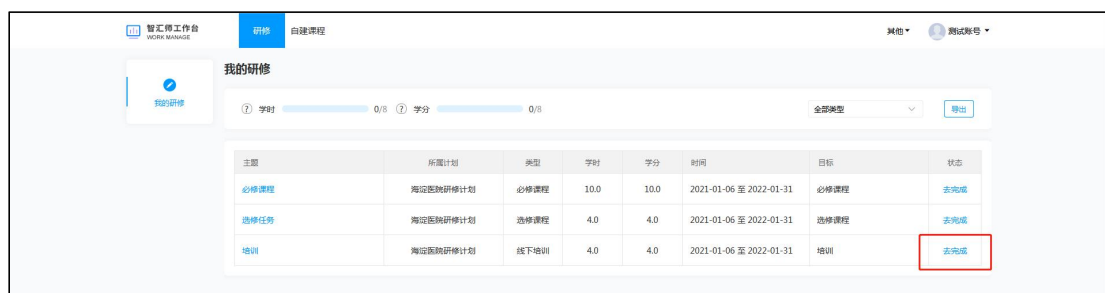 智汇师工作台 研修 自建课程 其他 测试账号
WORK MANAGE
我的研修
我的研修
? 学时 0/8 ? 学分 0/8 全部类型 导出
主题 所属计划 类型 学时 学分 时间 目标 状态
必修课程 海淀医院研修计划 必修课程 10.0 10.0 2021-01-06 至 2022-01-31 必修课程 去完成
选修任务 海淀医院研修计划 选修课程 4.0 4.0 2021-01-06 至 2022-01-31 选修课程 去完成
培训 海淀医院研修计划 线下培训 4.0 4.0 2021-01-06 至 2022-01-31 培训 去完成